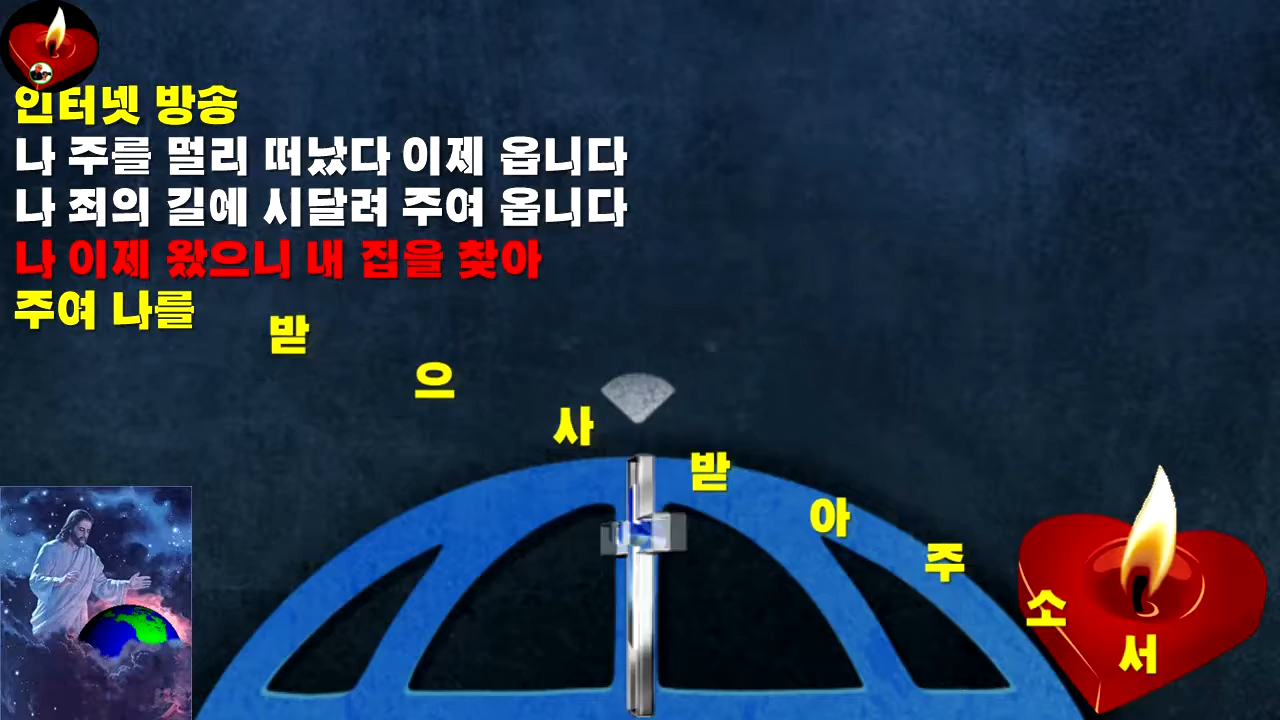 인터넷 방송
나 주를 멀리 떠났다 이제 옵니다
나 죄의 길에 시달려 주여 옵니다
나 이제 왔으니 내 집을 찾아
주여 나를 받으사 받아주소서